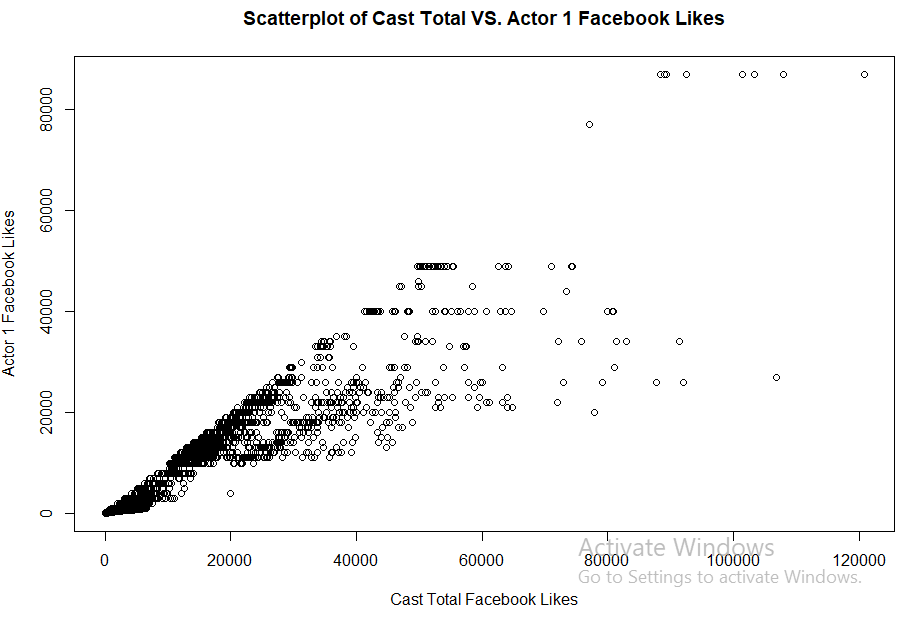 Scatterplot of Cast Total VS. Actor 1 Facebook Likes
Actor 1 Facebook Likes
80000
60000
40000
20000
0
0 20000 40000 60000 80000 100000 120000
Activate Windows
Go to Settings to activate Windows.
Cast Total Facebook Likes